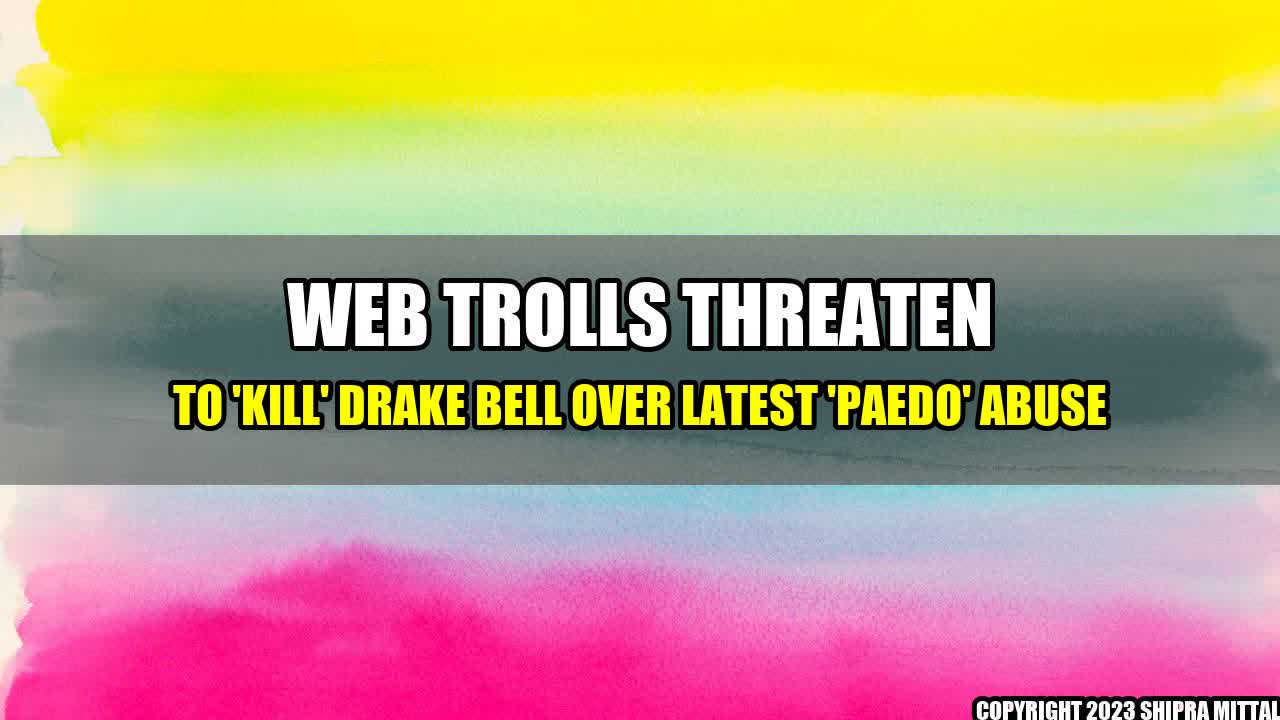 WEB TROLLS THREATEN
TO 'KILL' DRAKE BELL OVER LATEST 'PAEDO' ABUSE
COPYRIGHT 2023 SHIPRA MITTAL